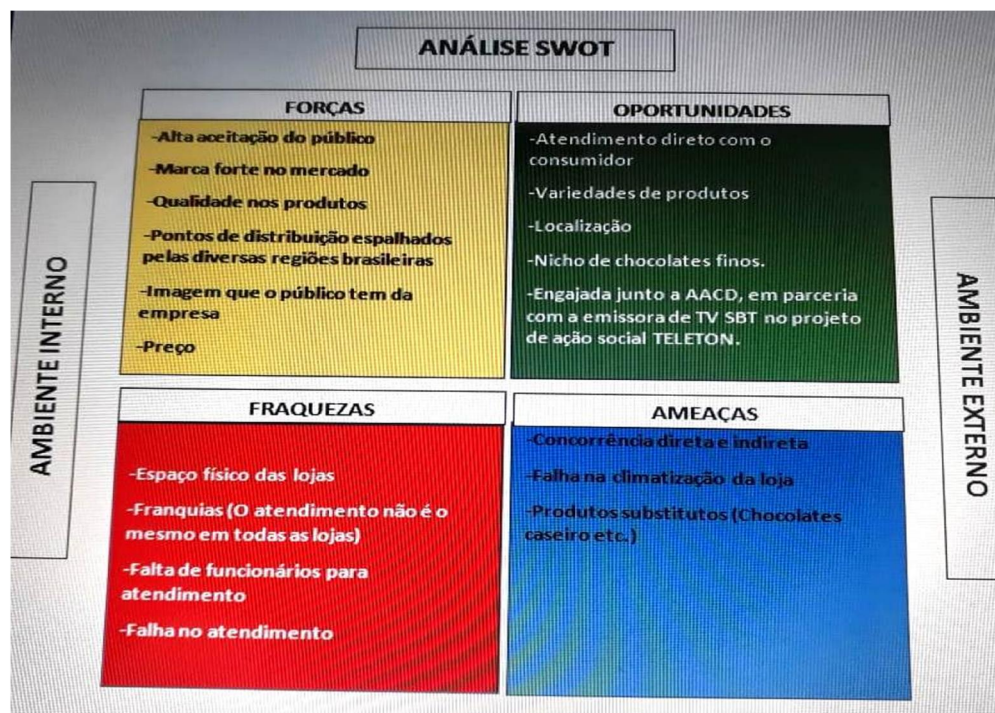 ANÁLISE SWOT
AMBIENTE INTERNO
FORÇAS
-Alta aceitação do público
-Marca forte no mercado
-Qualidade nos produtos
-Pontos de distribuição espalhados
pelas diversas regiões brasileiras
-Imagem que o público tem da
empresa
-Preço
OPORTUNIDADES
-Atendimento direto com o
consumidor
-Variedades de produtos
-Localização
-Nicho de chocolates finos.
-Engajada junto a AACD, em parceria
com a emissora de TV SBT no projeto
de ação social TELETON.
FRAQUEZAS
-Espaço físico das lojas
-Franquias (O atendimento não é o
mesmo em todas as lojas)
-Falta de funcionários para
atendimento
-Falha no atendimento
AMEAÇAS
-Concorrência direta e indireta
-Falha na climatização da loja
-Produtos substitutos (Chocolates
caseiro etc.)
AMBIENTE EXTERNO